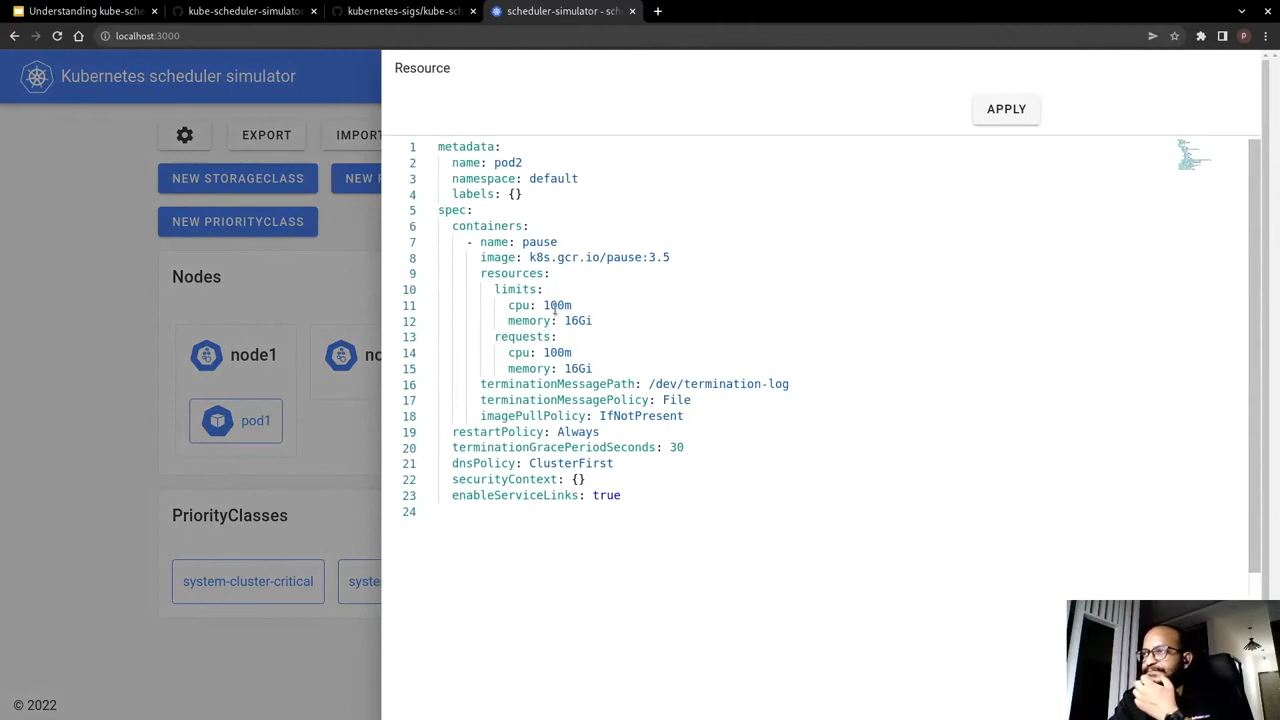 Understanding kube-sch
kube-scheduler-simulator
kubernetes-sigs/kube-sch
scheduler-simulator - sch
localhost:3000
P
Kubernetes scheduler simulator
Resource
APPLY
EXPORT
IMPORT
NEW STORAGECLASS
NEW P
NEW PRIORITYCLASS
Nodes
node1
no
pod1
PriorityClasses
system-cluster-critical
syste
© 2022
1 metadata:
2 name: pod2
3 namespace: default
4 labels: {}
5 spec:
6 containers:
7 - name: pause
8 image: k8s.gcr.io/pause:3.5
9 resources:
10 limits:
11 cpu: 100m
12 memory: 16Gi
13 requests:
14 cpu: 100m
15 memory: 16Gi
16 terminationMessagePath: /dev/termination-log
17 terminationMessagePolicy: File
18 imagePullPolicy: IfNotPresent
19 restartPolicy: Always
20 terminationGracePeriodSeconds: 30
21 dnsPolicy: ClusterFirst
22 securityContext: {}
23 enableServiceLinks: true
24